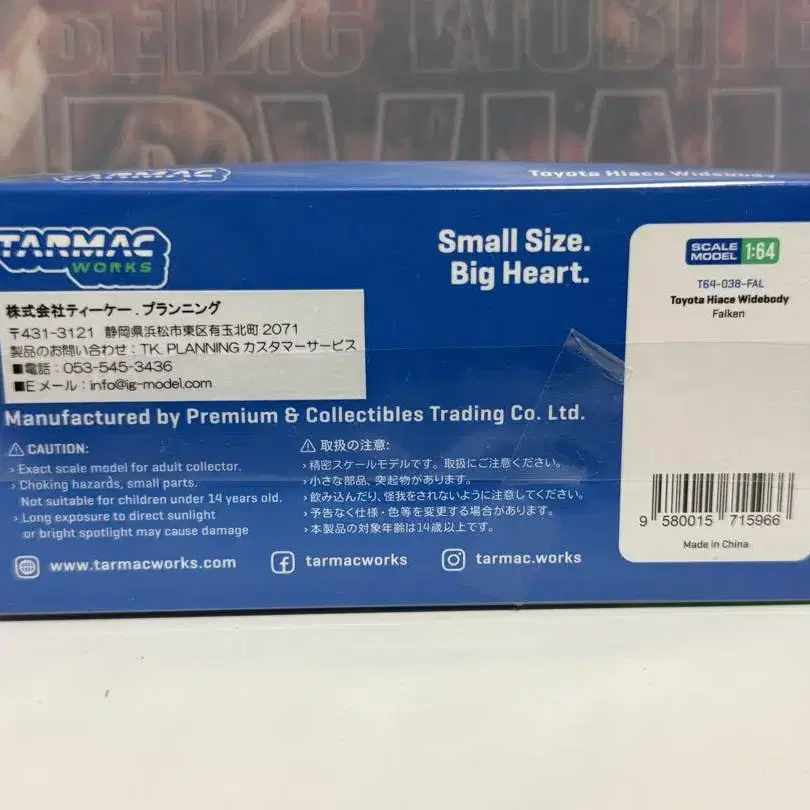 Toyota Hiace Widebody
TARMAC
WORKS
Small Size.
Big Heart.
株式会社ティーケー.プランニング
〒431-3121 静岡県浜松市東区有玉北町2071
製品のお問い合わせ:TK PLANNING カスタマーサービス
■電話:053-545-3436
■Eメール:info@ig-model.com
Manufactured by Premium & Collectibles Trading Co. Ltd.
CAUTION:
› Exact scale model for adult collector.
› Choking hazards, small parts.
Not suitable for children under 14 years old.
› Long exposure to direct sunlight
or bright spotlight may cause damage
取扱の注意:
›精密スケールモデルです。取扱にご注意ください。
›小さな部品、突起物があります。
›飲み込んだり、怪我をされないように注意してください。
›予告なく仕様・色等を変更する場合があります。
›本製品の対象年齢は14歳以上です。
www.tarmacworks.com
tarmacworks
tarmac.works
SCALE
MODEL 1:64
T64-038-FAL
Toyota Hiace Widebody
Falken
9 580015 715966
Made in China